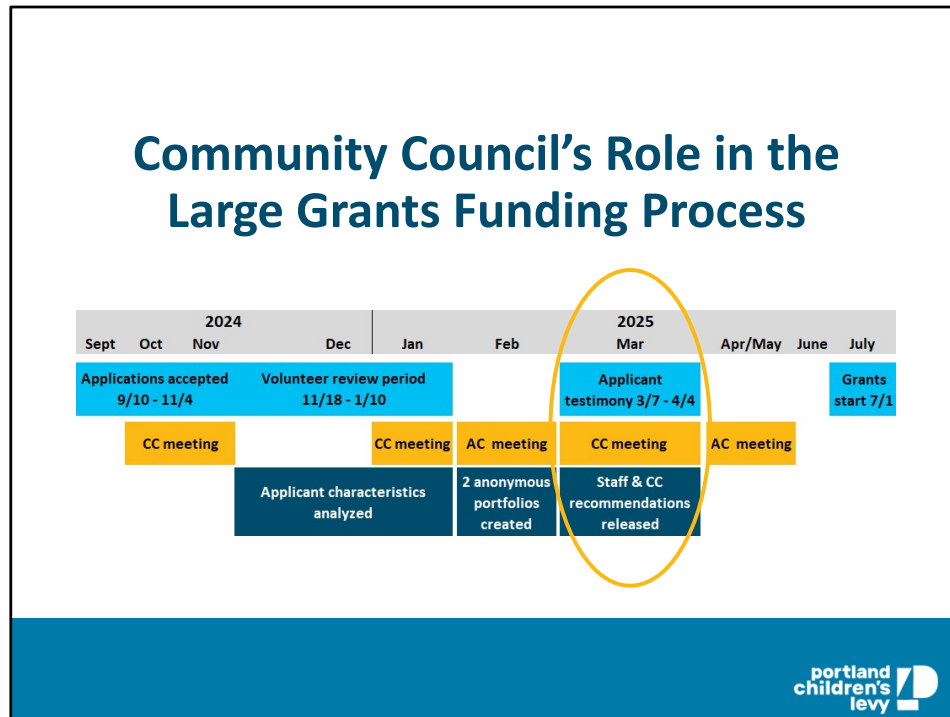 Community Council’s Role in the
Large Grants Funding Process
2024
2025
Sept Oct Nov Dec Jan Feb Mar Apr/May June July
Applications accepted
9/10 - 11/4
Volunteer review period
11/18 - 1/10
Applicant
testimony 3/7 - 4/4
Grants
start 7/1
CC meeting
CC meeting
AC meeting
CC meeting
AC meeting
Applicant characteristics
analyzed
2 anonymous
portfolios
created
Staff & CC
recommendations
released
portland
children's
levy